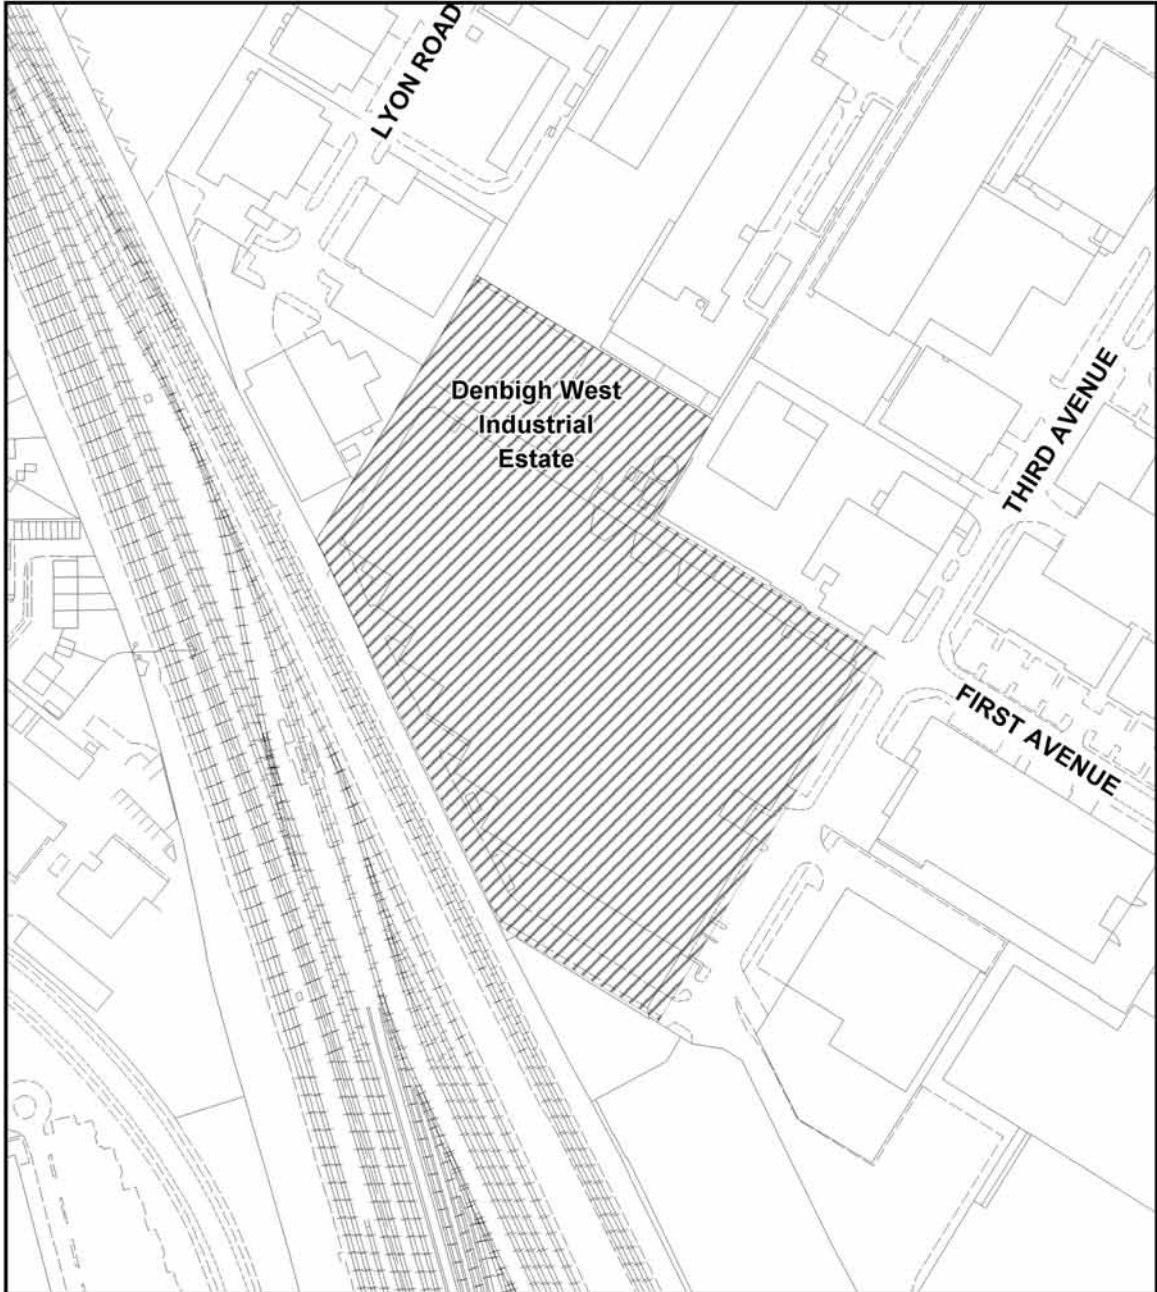 LYON ROAD
Denbigh West
Industrial
Estate
THIRD AVENUE
FIRST AVENUE